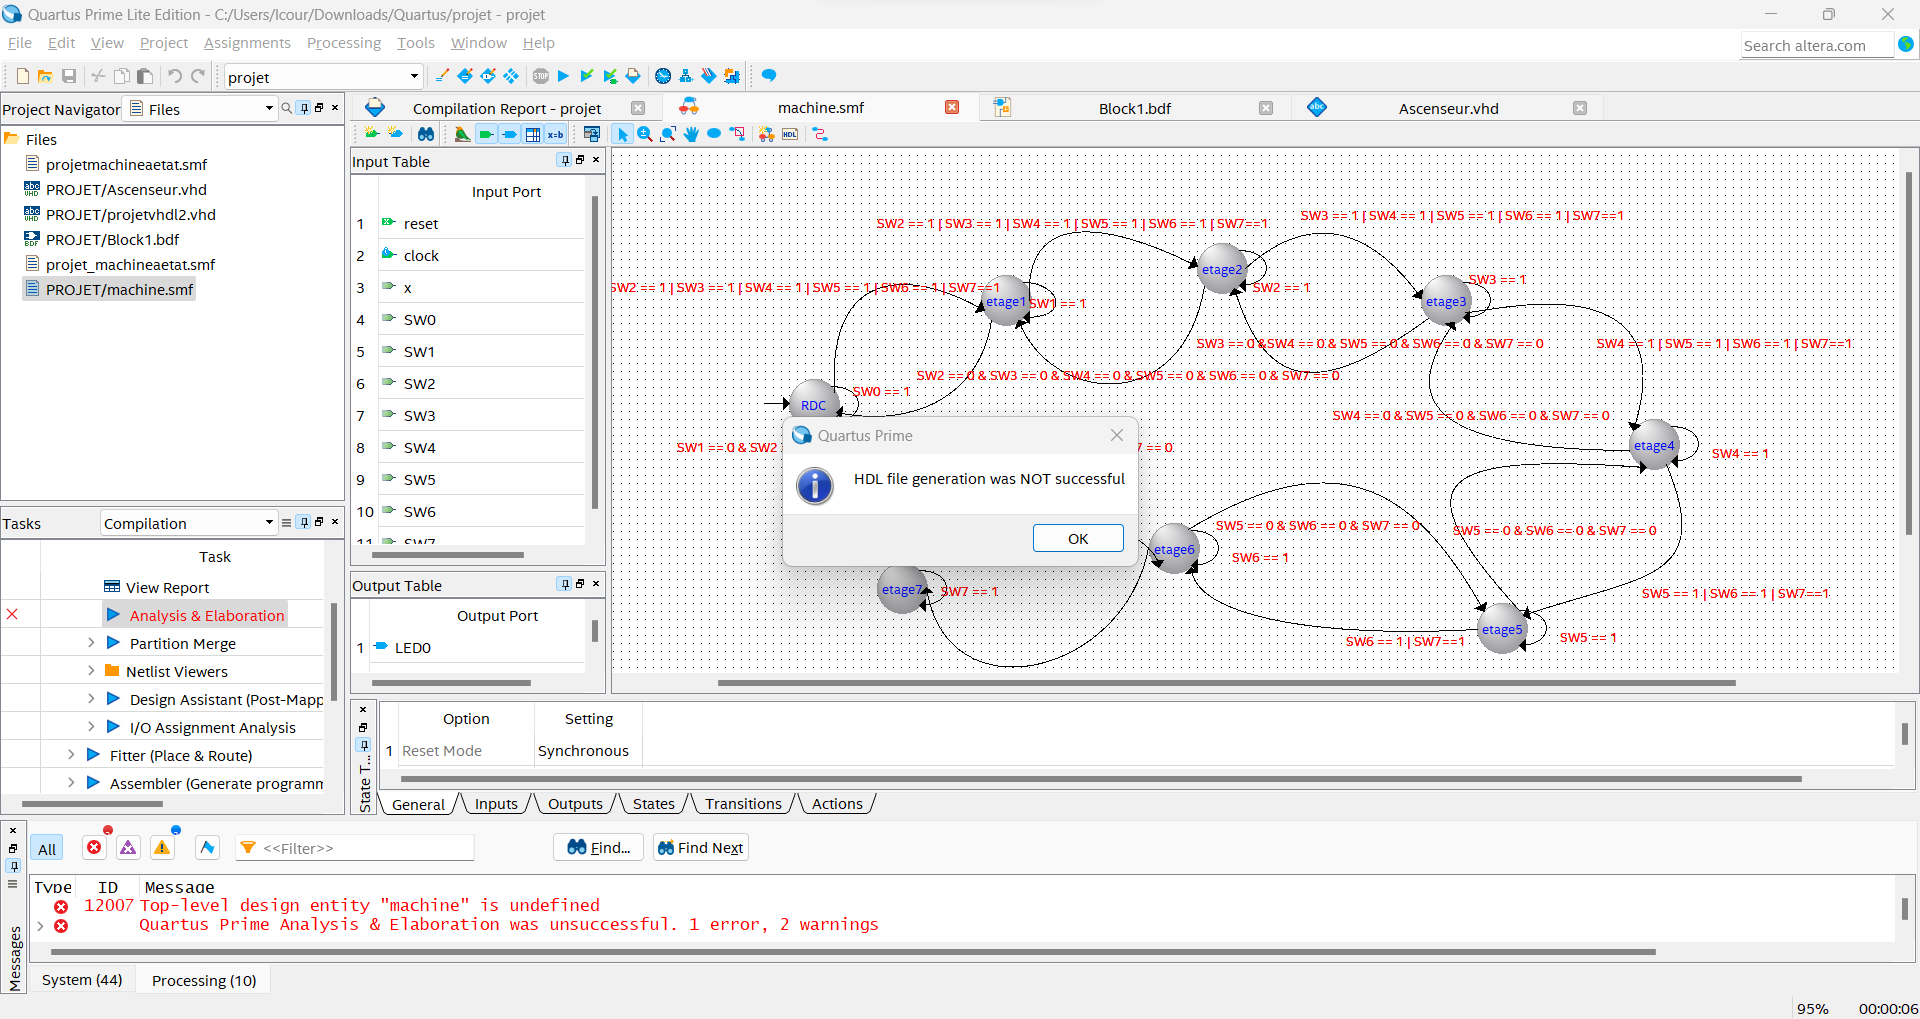 Quartus Prime Lite Edition - C:/Users/lcour/Downloads/Quartus/projet - projet
File Edit View Project Assignments Processing Tools Window Help
Search altera.com
projet
Project Navigator Files
Files
projetmachineaetat.smf
PROJET/Ascenseur.vhd
PROJET/projetvhdl2.vhd
PROJET/Block1.bdf
projet_machineaetat.smf
PROJET/machine.smf
Tasks Compilation
Task
View Report
Analysis & Elaboration
Partition Merge
Netlist Viewers
Design Assistant (Post-Mapp
I/O Assignment Analysis
Fitter (Place & Route)
Assembler (Generate programm
Compilation Report - projet
machine.smf
Block1.bdf
Ascenseur.vhd
Input Table
Input Port
1 reset
2 clock
3 x
4 SW0
5 SW1
6 SW2
7 SW3
8 SW4
9 SW5
10 SW6
11 SW7
Output Table
Output Port
1 LED0
SW2 == 1 | SW3 == 1 | SW4 == 1 | SW5 == 1 | SW6 == 1 | SW7==1
SW3 == 1 | SW4 == 1 | SW5 == 1 | SW6 == 1 | SW7==1
etage2
SW2 == 1
SW2 == 1 | SW3 == 1 | SW4 == 1 | SW5 == 1 | SW6 == 1 | SW7==1
etage1
SW1 == 1
etage3
SW3 == 1
SW3 == 0 & SW4 == 0 & SW5 == 0 & SW6 == 0 & SW7 == 0
SW4 == 1 | SW5 == 1 | SW6 == 1 | SW7==1
SW2 == 0 & SW3 == 0 & SW4 == 0 & SW5 == 0 & SW6 == 0 & SW7 == 0
RDC
SW0 == 1
SW4 == 0 & SW5 == 0 & SW6 == 0 & SW7 == 0
SW1 == 0 & SW2
== 0
etage4
SW4 == 1
Quartus Prime
HDL file generation was NOT successful
OK
SW5 == 0 & SW6 == 0 & SW7 == 0
SW5 == 0 & SW6 == 0 & SW7 == 0
etage6
SW6 == 1
etage7
SW7 == 1
SW5 == 1 | SW6 == 1 | SW7==1
etage5
SW5 == 1
SW6 == 1 | SW7==1
State T...
Option Setting
1 Reset Mode Synchronous
General Inputs Outputs States Transitions Actions
All <<Filter>> Find... Find Next
Type ID Message
12007 Top-level design entity "machine" is undefined
Quartus Prime Analysis & Elaboration was unsuccessful. 1 error, 2 warnings
Messages
System (44) Processing (10)
95% 00:00:06